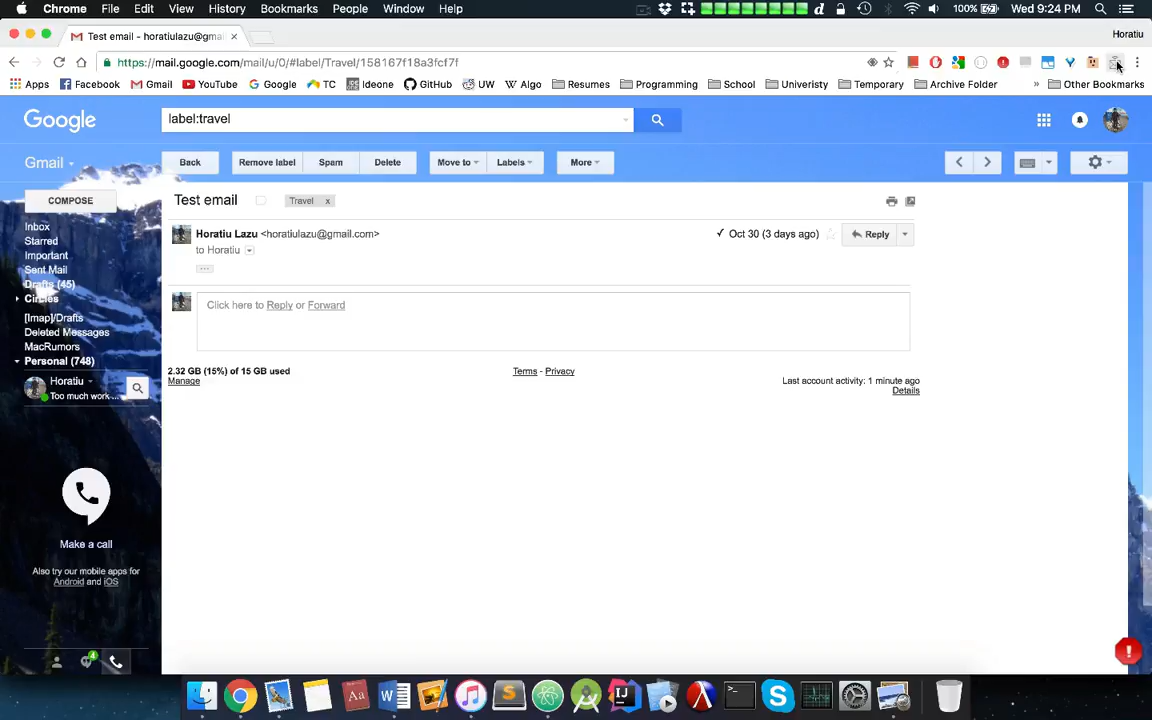 Chrome File Edit View History Bookmarks People Window Help 100% Wed 9:24 PM
Test email - horatiulazu@gmai Horatiu
https://mail.google.com/mail/u/0/#label/Travel/158167f18a3fcf7f
Apps Facebook Gmail YouTube Google TC Ideone GitHub UW Algo Resumes Programming School Univeristy Temporary Archive Folder » Other Bookmarks
Google label:travel
Gmail Back Remove label Spam Delete Move to Labels More
COMPOSE
Test email Travel x
Inbox
Starred
Important
Sent Mail
Drafts (45)
Circles
[Imap]/Drafts
Deleted Messages
MacRumors
Personal (748)
Horatiu
Too much work ...
Make a call
Also try our mobile apps for
Android and iOS
4
Horatiu Lazu <horatiulazu@gmail.com> Oct 30 (3 days ago) Reply
to Horatiu
Click here to Reply or Forward
2.32 GB (15%) of 15 GB used
Manage
Terms - Privacy
Last account activity: 1 minute ago
Details